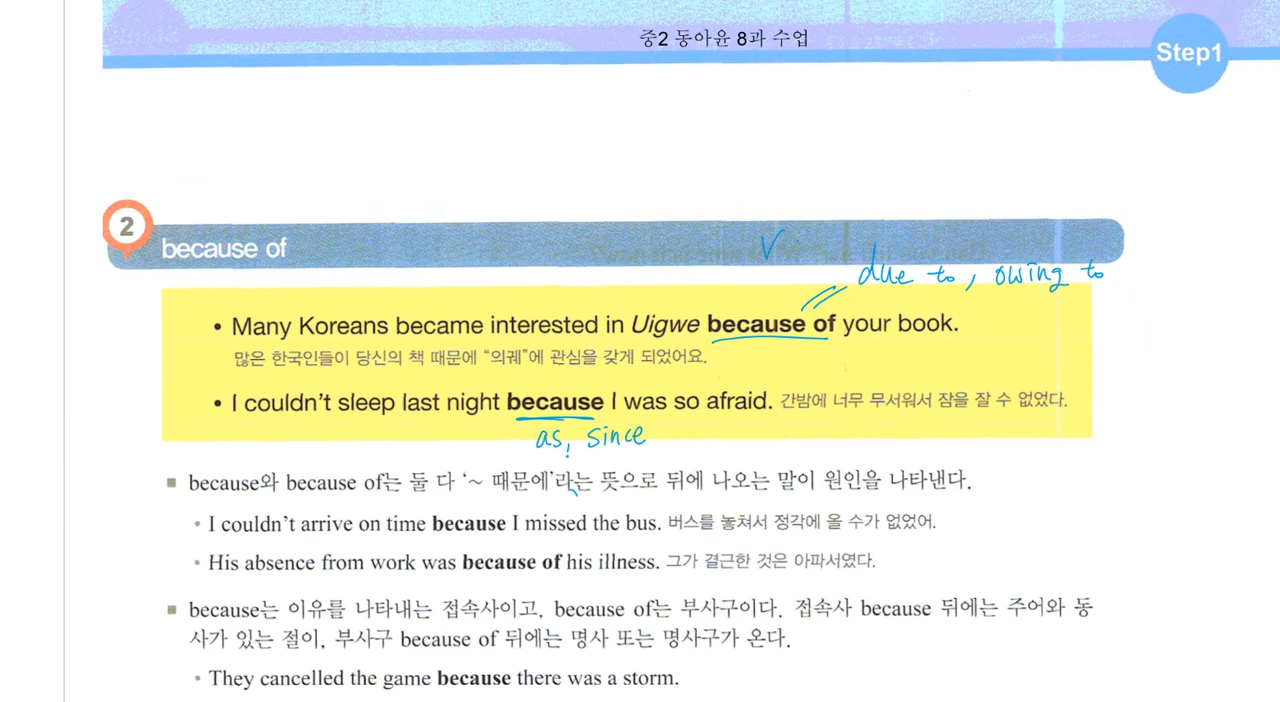 중2 동아윤 8과 수업
Step1
2
because of
V
due to, owing to
• Many Koreans became interested in Uigwe because of your book.
많은 한국인들이 당신의 책 때문에 “의궤”에 관심을 갖게 되었어요.
• I couldn’t sleep last night because I was so afraid. 간밤에 너무 무서워서 잠을 잘 수 없었다.
as, since
■ because와 because of는 둘 다 ‘~ 때문에’라는 뜻으로 뒤에 나오는 말이 원인을 나타낸다.
• I couldn’t arrive on time because I missed the bus. 버스를 놓쳐서 정각에 올 수가 없었어.
• His absence from work was because of his illness. 그가 결근한 것은 아파서였다.
■ because는 이유를 나타내는 접속사이고, because of는 부사구이다. 접속사 because 뒤에는 주어와 동
사가 있는 절이, 부사구 because of 뒤에는 명사 또는 명사구가 온다.
• They cancelled the game because there was a storm.